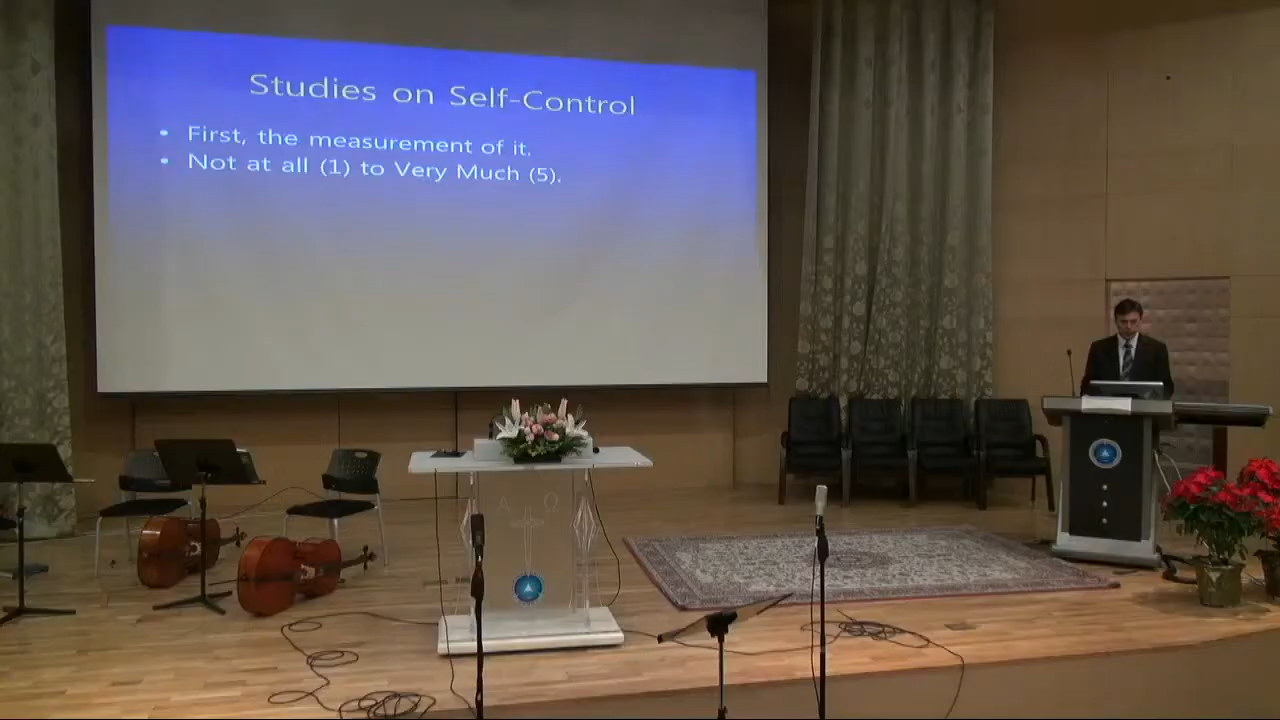 Studies on Self-Control
• First, the measurement of it.
• Not at all (1) to Very Much (5).
Α Ω